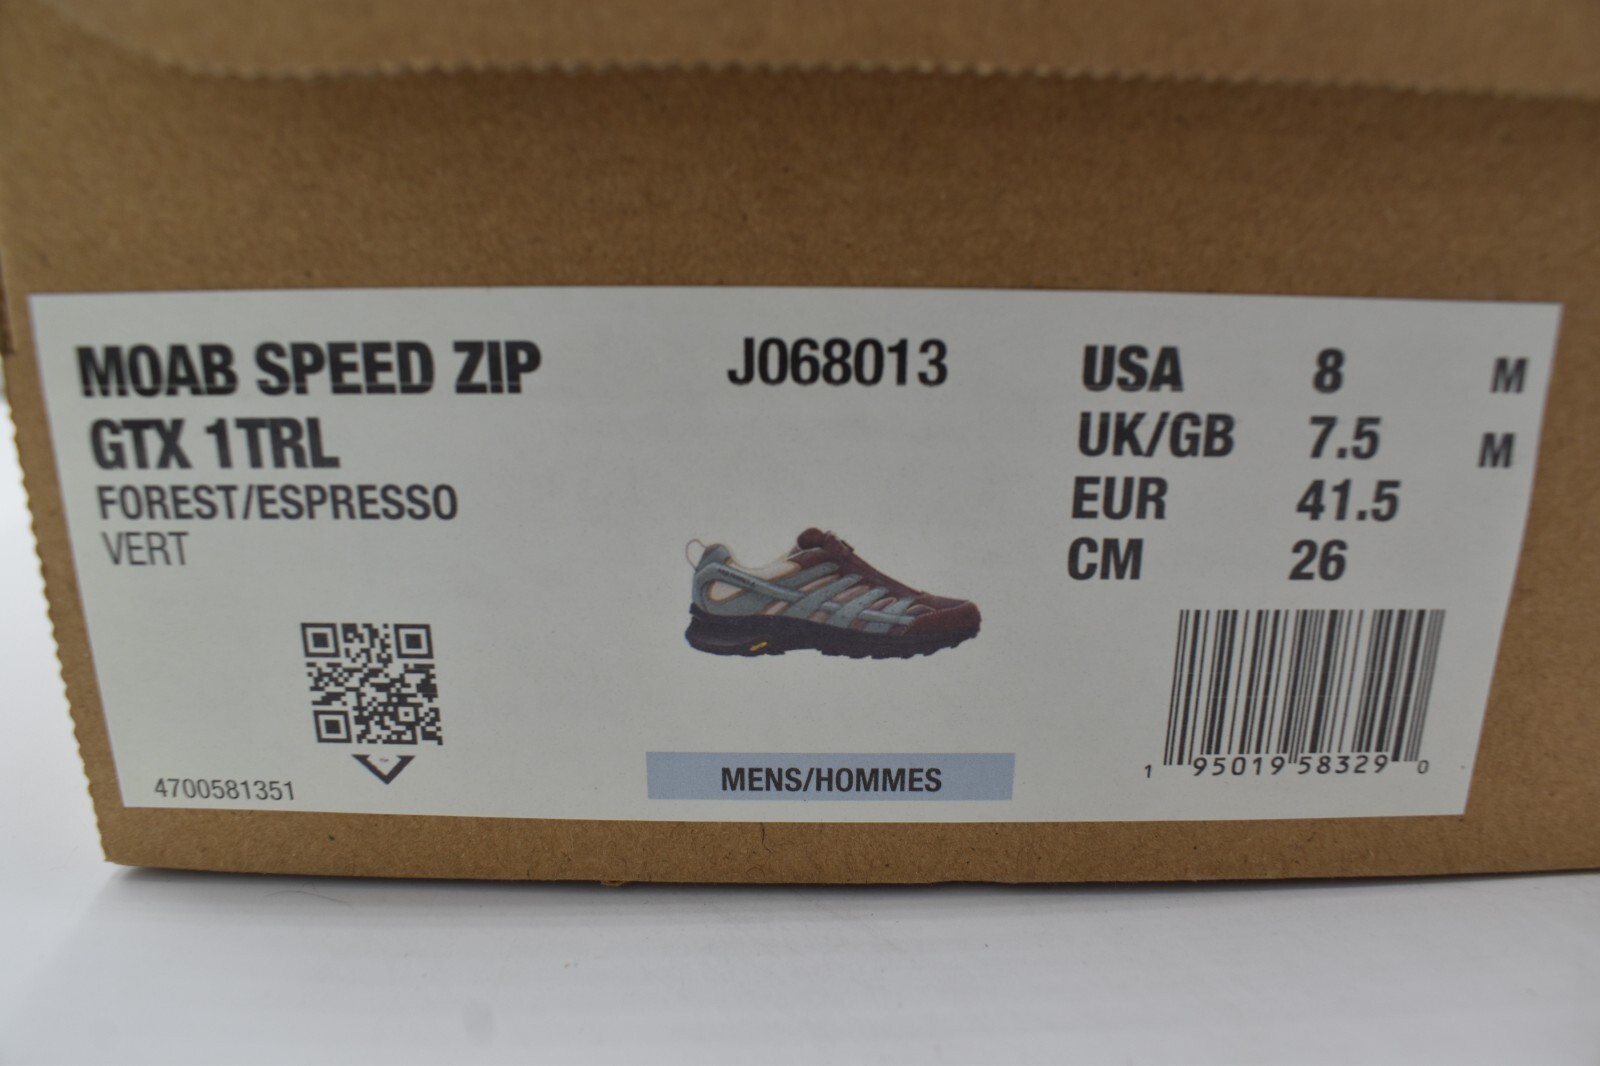 MOAB SPEED ZIP
GTX 1TRL
FOREST/ESPRESSO
VERT
4700581351
J068013
MENS/HOMMES
USA 8 M
UK/GB 7.5 M
EUR 41.5
CM 26
1 95019 58329 0